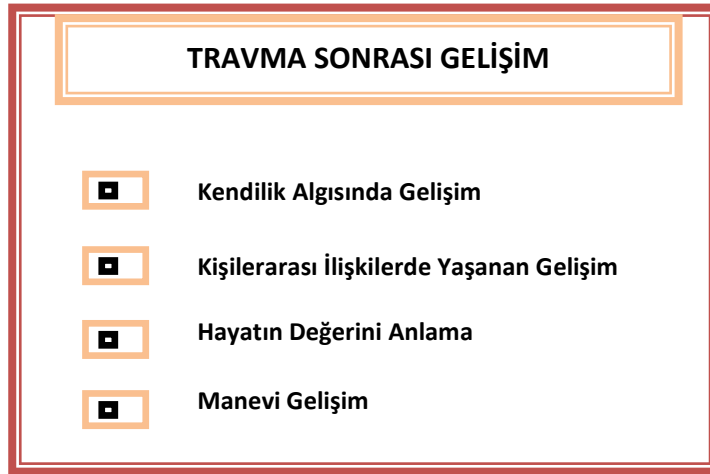 TRAVMA SONRASI GELİŞİM
Kendilik Algısında Gelişim
Kişilerarası İlişkilerde Yaşanan Gelişim
Hayatın Değerini Anlama
Manevi Gelişim